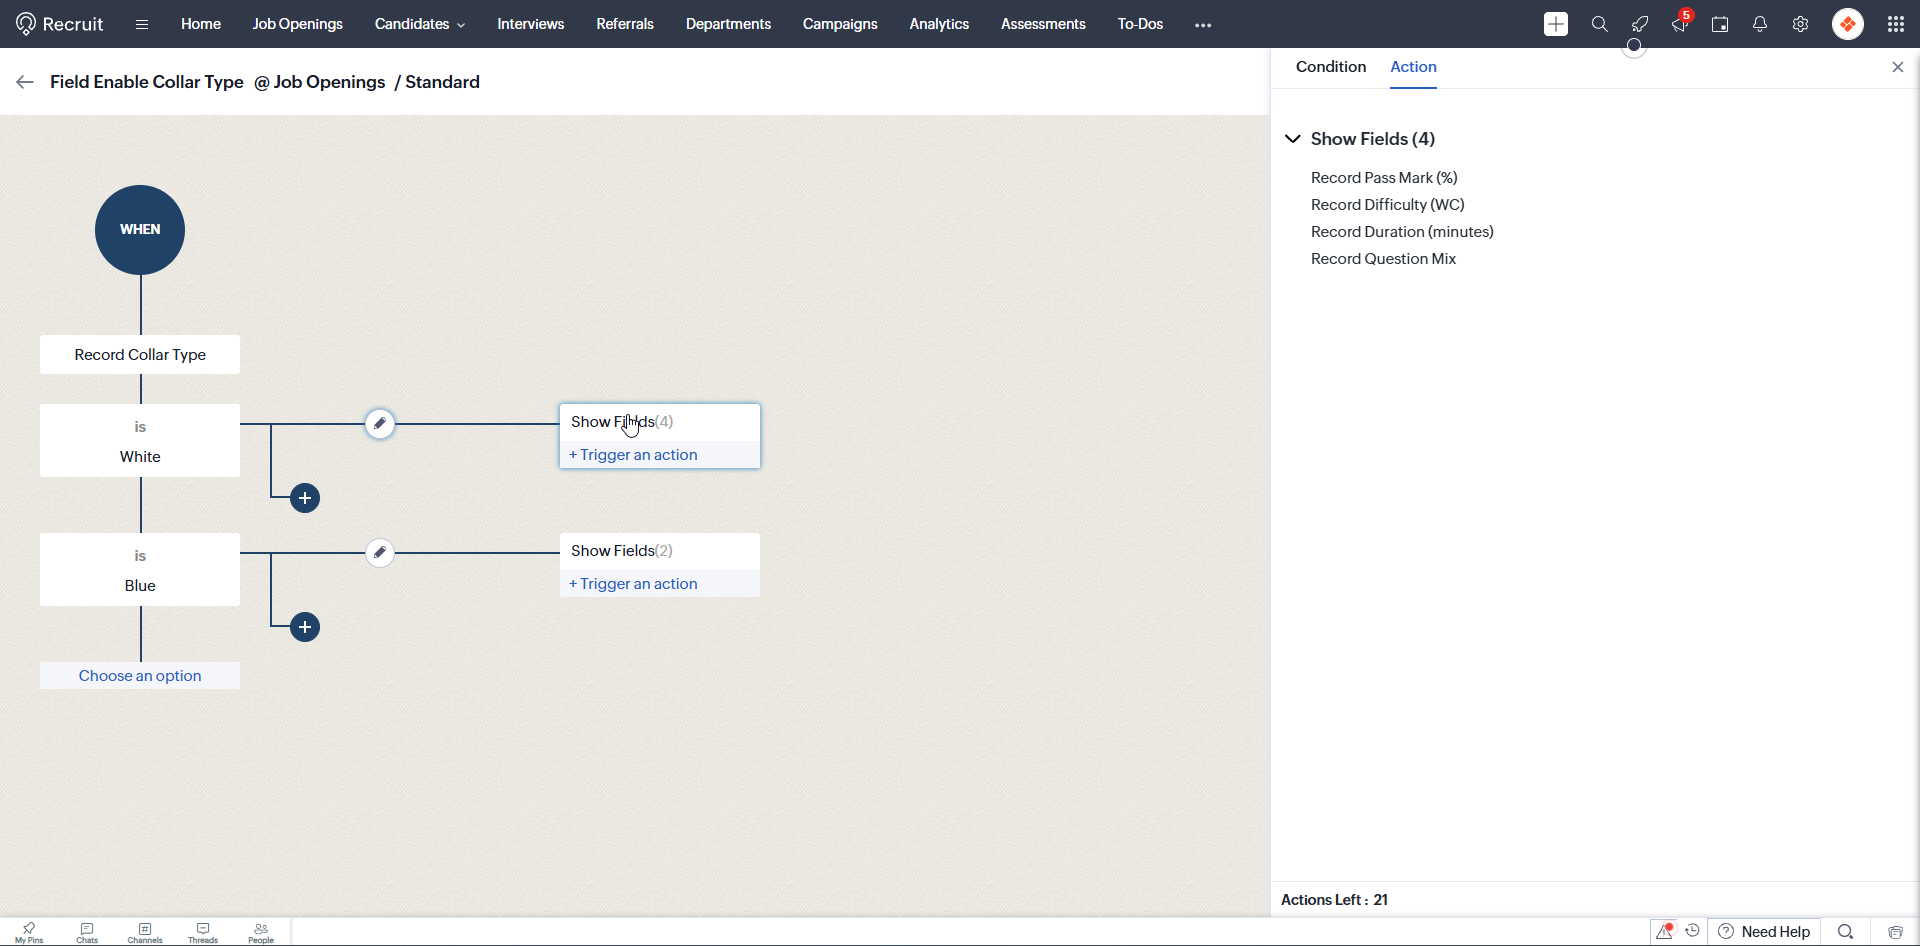 Recruit
Home
Job Openings
Candidates
Interviews
Referrals
Departments
Campaigns
Analytics
Assessments
To-Dos
5
Field Enable Collar Type @ Job Openings / Standard
Condition
Action
Show Fields (4)
Record Pass Mark (%)
Record Difficulty (WC)
Record Duration (minutes)
Record Question Mix
WHEN
Record Collar Type
is
White
Show Fields(4)
+ Trigger an action
is
Blue
Show Fields(2)
+ Trigger an action
Choose an option
Actions Left : 21
My Pins
Chats
Channels
Threads
People
Need Help